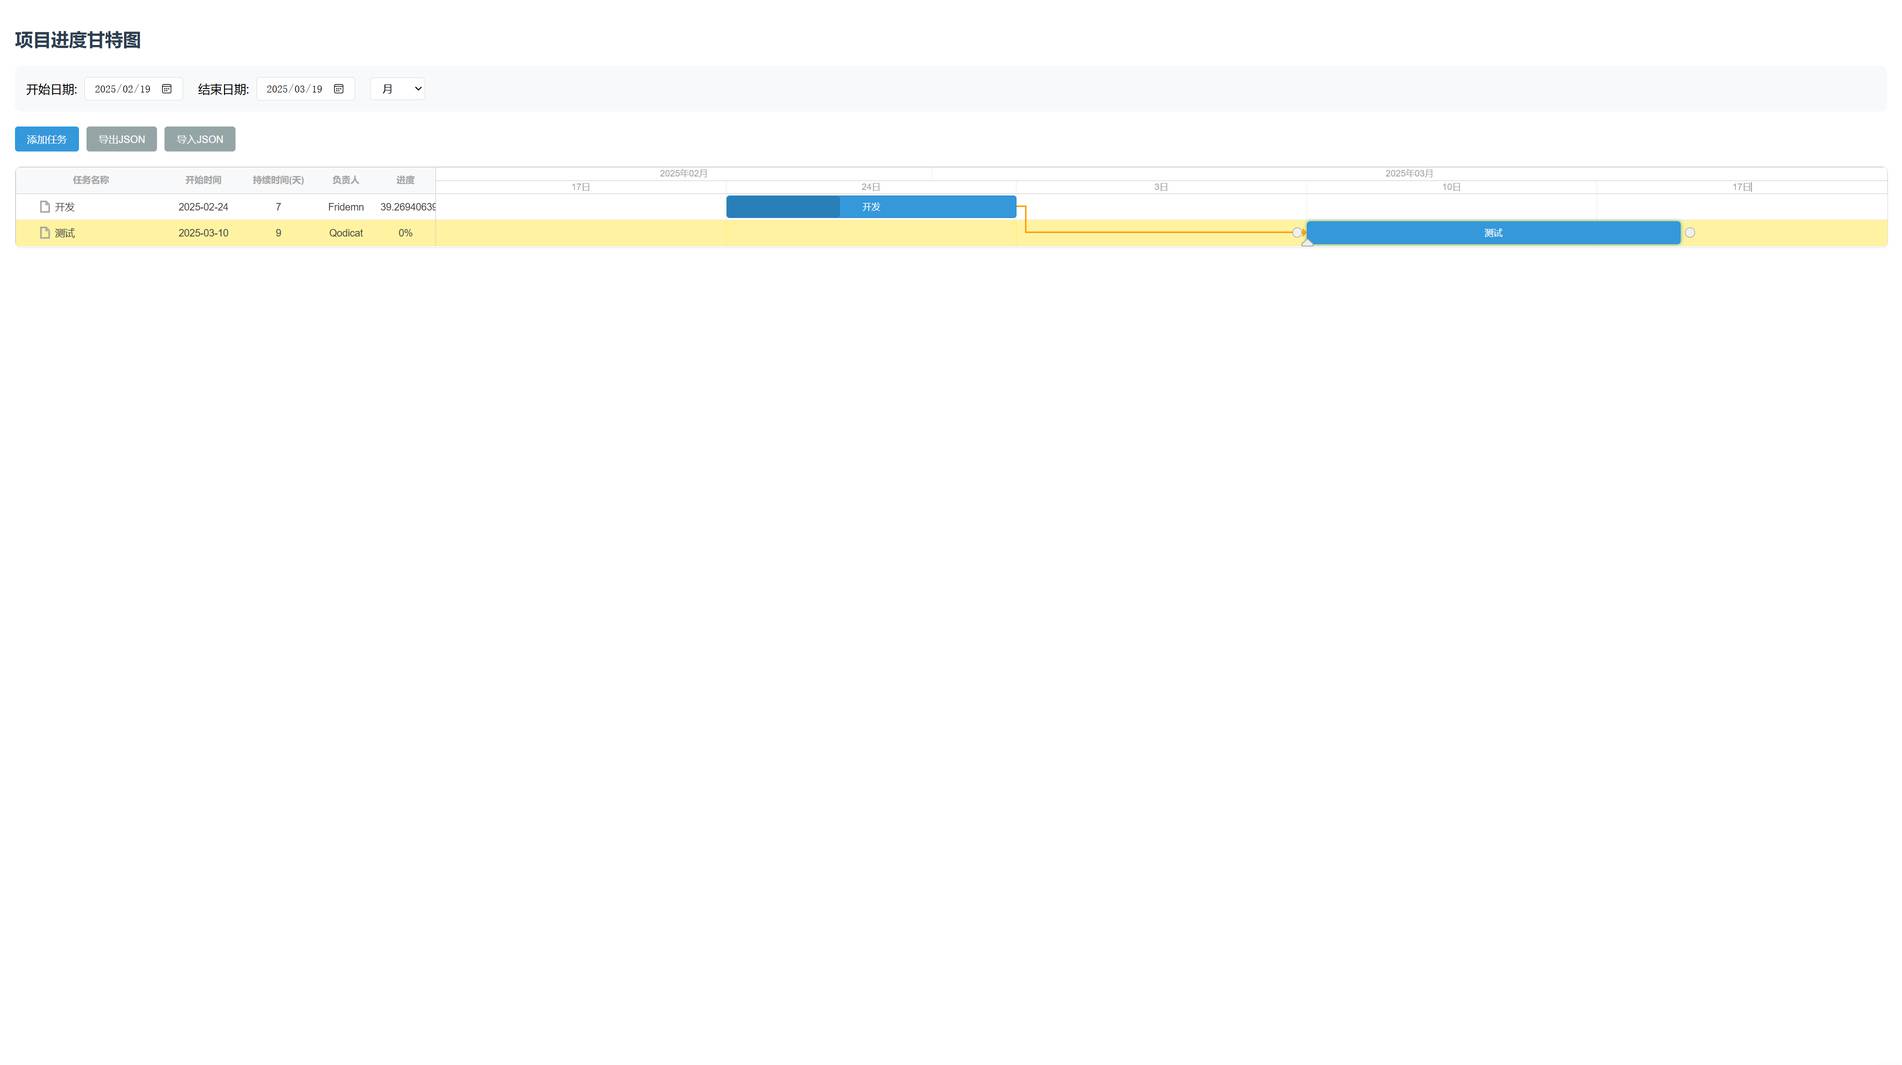 项目进度甘特图
开始日期: 2025/02/19 结束日期: 2025/03/19 月
添加任务 导出JSON 导入JSON
任务名称 开始时间 持续时间(天) 负责人 进度 2025年02月 2025年03月
17日 24日 3日 10日 17日
开发 2025-02-24 7 Fridemn 39.26940639 开发
测试 2025-03-10 9 Qodicat 0% 测试